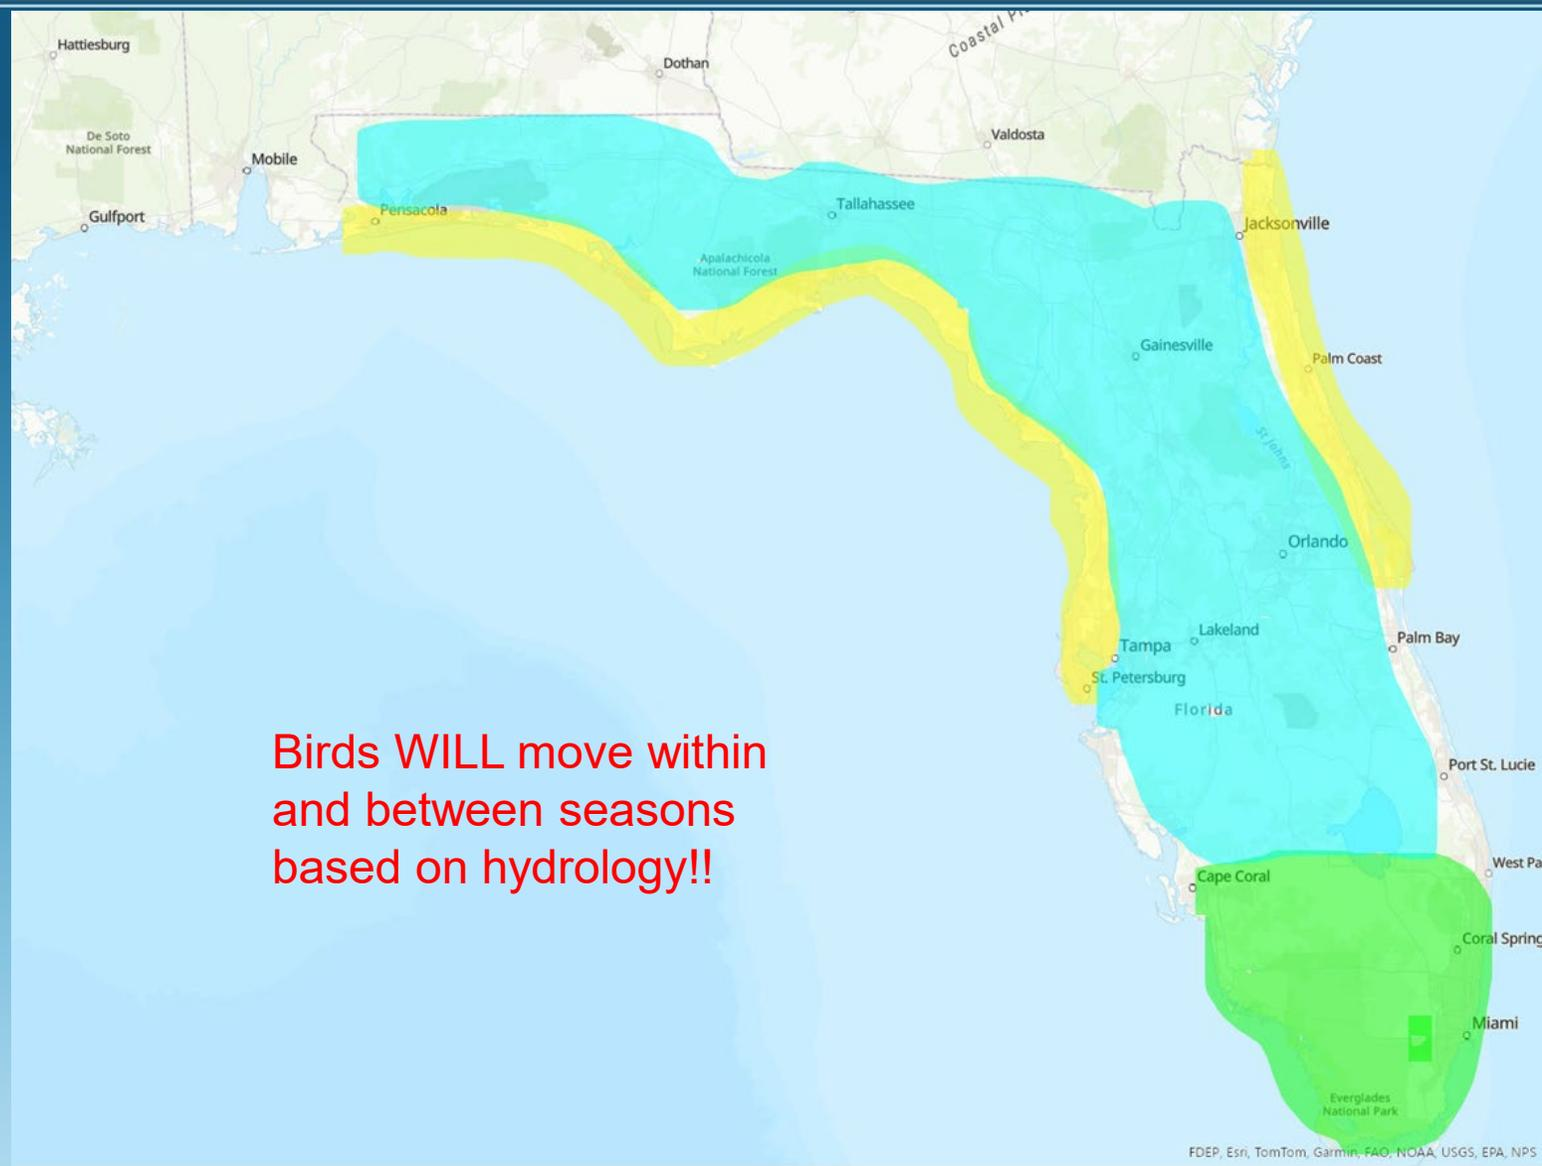 Coastal Pl
Hattiesburg
Dothan
De Soto
National Forest
Valdosta
Mobile
Gulfport
Pensacola
Tallahassee
Jacksonville
Apalachicola
National Forest
Gainesville
Palm Coast
St Johns
Orlando
Lakeland
Palm Bay
Tampa
St. Petersburg
Florida
Birds WILL move within
and between seasons
based on hydrology!!
Port St. Lucie
West Pa
Cape Coral
Coral Spring
Miami
Everglades
National Park
FDEP, Esri, TomTom, Garmin, FAO, NOAA, USGS, EPA, NPS